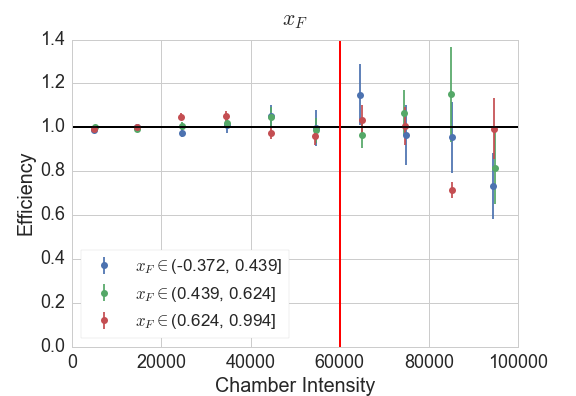 x_F
1.4
1.2
1.0
0.8
0.6
0.4
0.2
0.0
Efficiency
x_F ∈ (-0.372, 0.439]
x_F ∈ (0.439, 0.624]
x_F ∈ (0.624, 0.994]
0 20000 40000 60000 80000 100000
Chamber Intensity